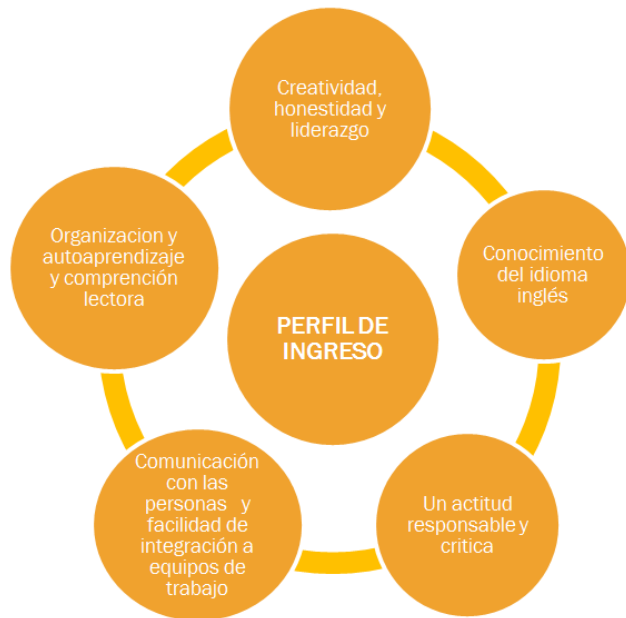 Creatividad,
honestidad y
liderazgo
Conocimiento
del idioma
inglés
Un actitud
responsable y
critica
Comunicación
con las
personas y
facilidad de
integración a
equipos de
trabajo
Organizacion y
autoaprendizaje
y comprención
lectora
PERFIL DE
INGRESO